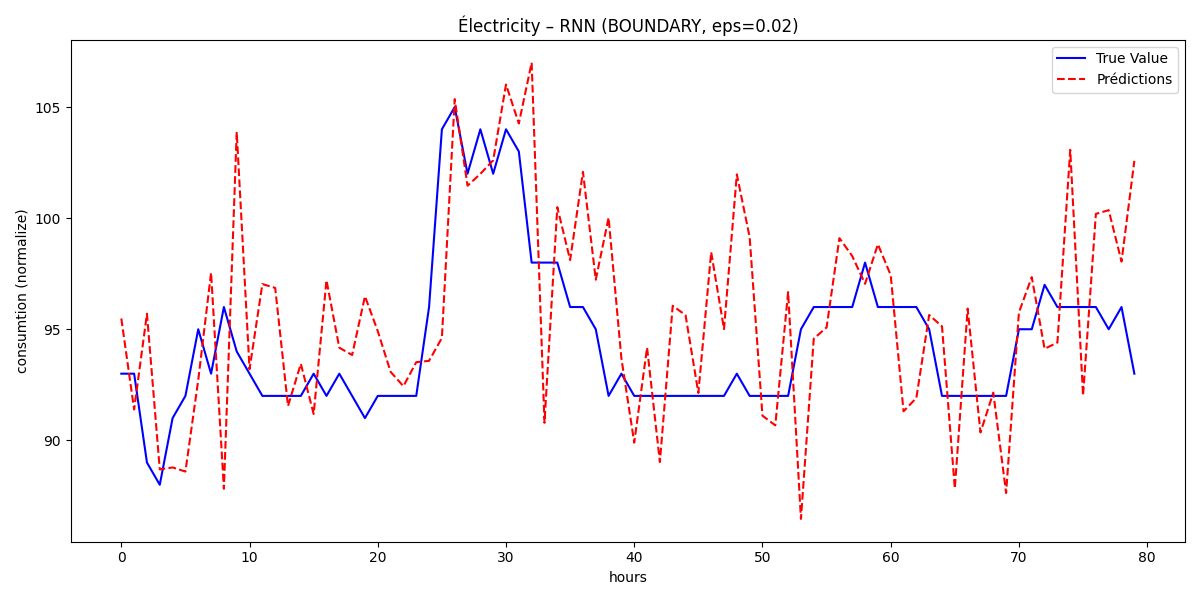 Électricity – RNN (BOUNDARY, eps=0.02)
True Value
Prédictions
consumtion (normalize)
105
100
95
90
0 10 20 30 40 50 60 70 80
hours